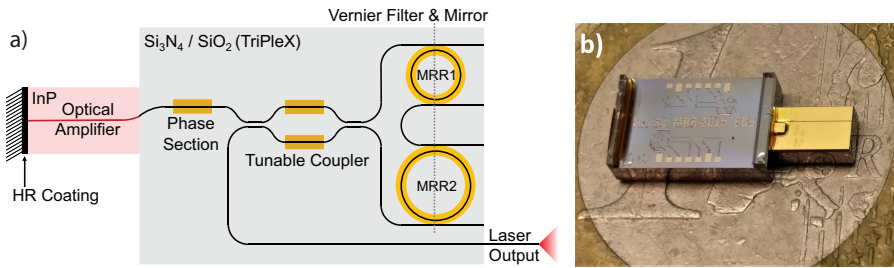 Vernier Filter & Mirror
a)
Si3N4 / SiO2 (TriPleX)
b)
InP
Optical
Amplifier
Phase
Section
Tunable Coupler
MRR1
MRR2
HR Coating
Laser
Output